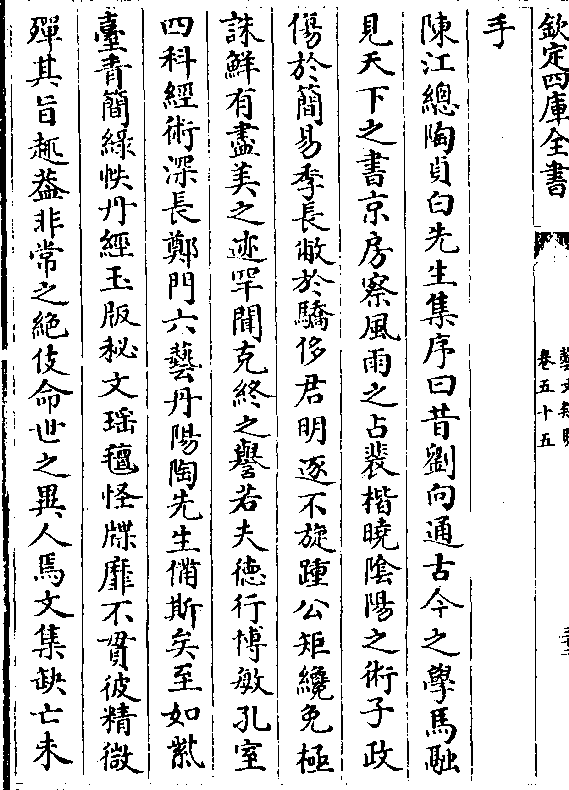 欽定四庫全書
藝文類聚
卷五十五
手
陳江總陶貞白先生集序曰昔劉向通古今之學馬融
見天下之書京房察風雨之占裴楷曉陰陽之術子政
傷於簡易季長敝於驕侈君明遂不旋踵公矩纔免極
誅鮮有盡美之迹罕聞克終之譽若夫德行博敏孔室
四科經術深長鄭門六藝丹陽陶先生備斯矣至如紫
臺青簡緑帙丹經玉版秘文瑶䡖怪牒靡不貫彼精微
殫其旨趣葢非常之絶伎命世之異人焉文集缺亡未